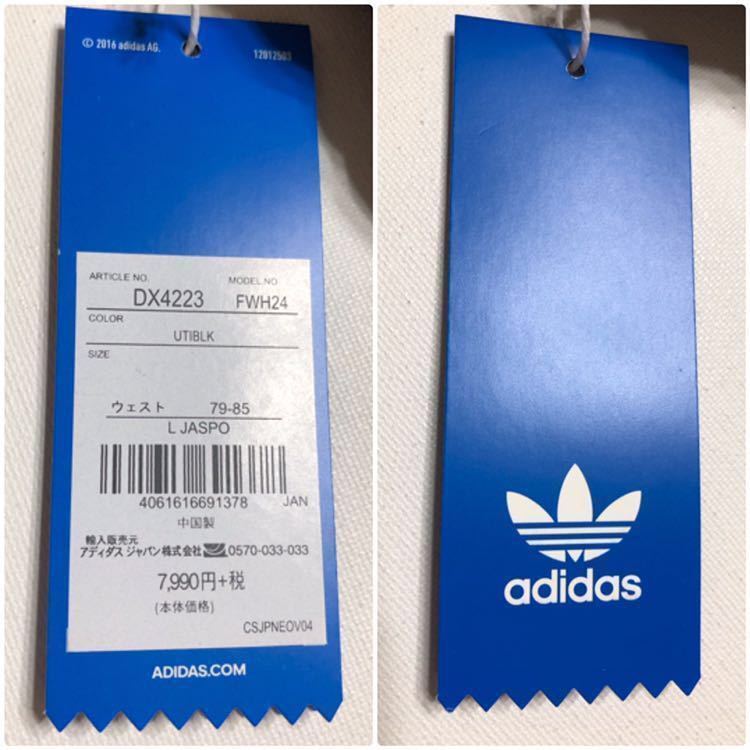 © 2016 adidas AG.
12012503
ARTICLE NO. MODEL.NO
DX4223 FWH24
COLOR
UTIBLK
SIZE
ウェスト 79-85
L JASPO
4061616691378 JAN
中国製
輸入販売元
アディダス ジャパン株式会社 0570-033-033
7,990円+税
(本体価格)
CSJPNEOV04
ADIDAS.COM
adidas